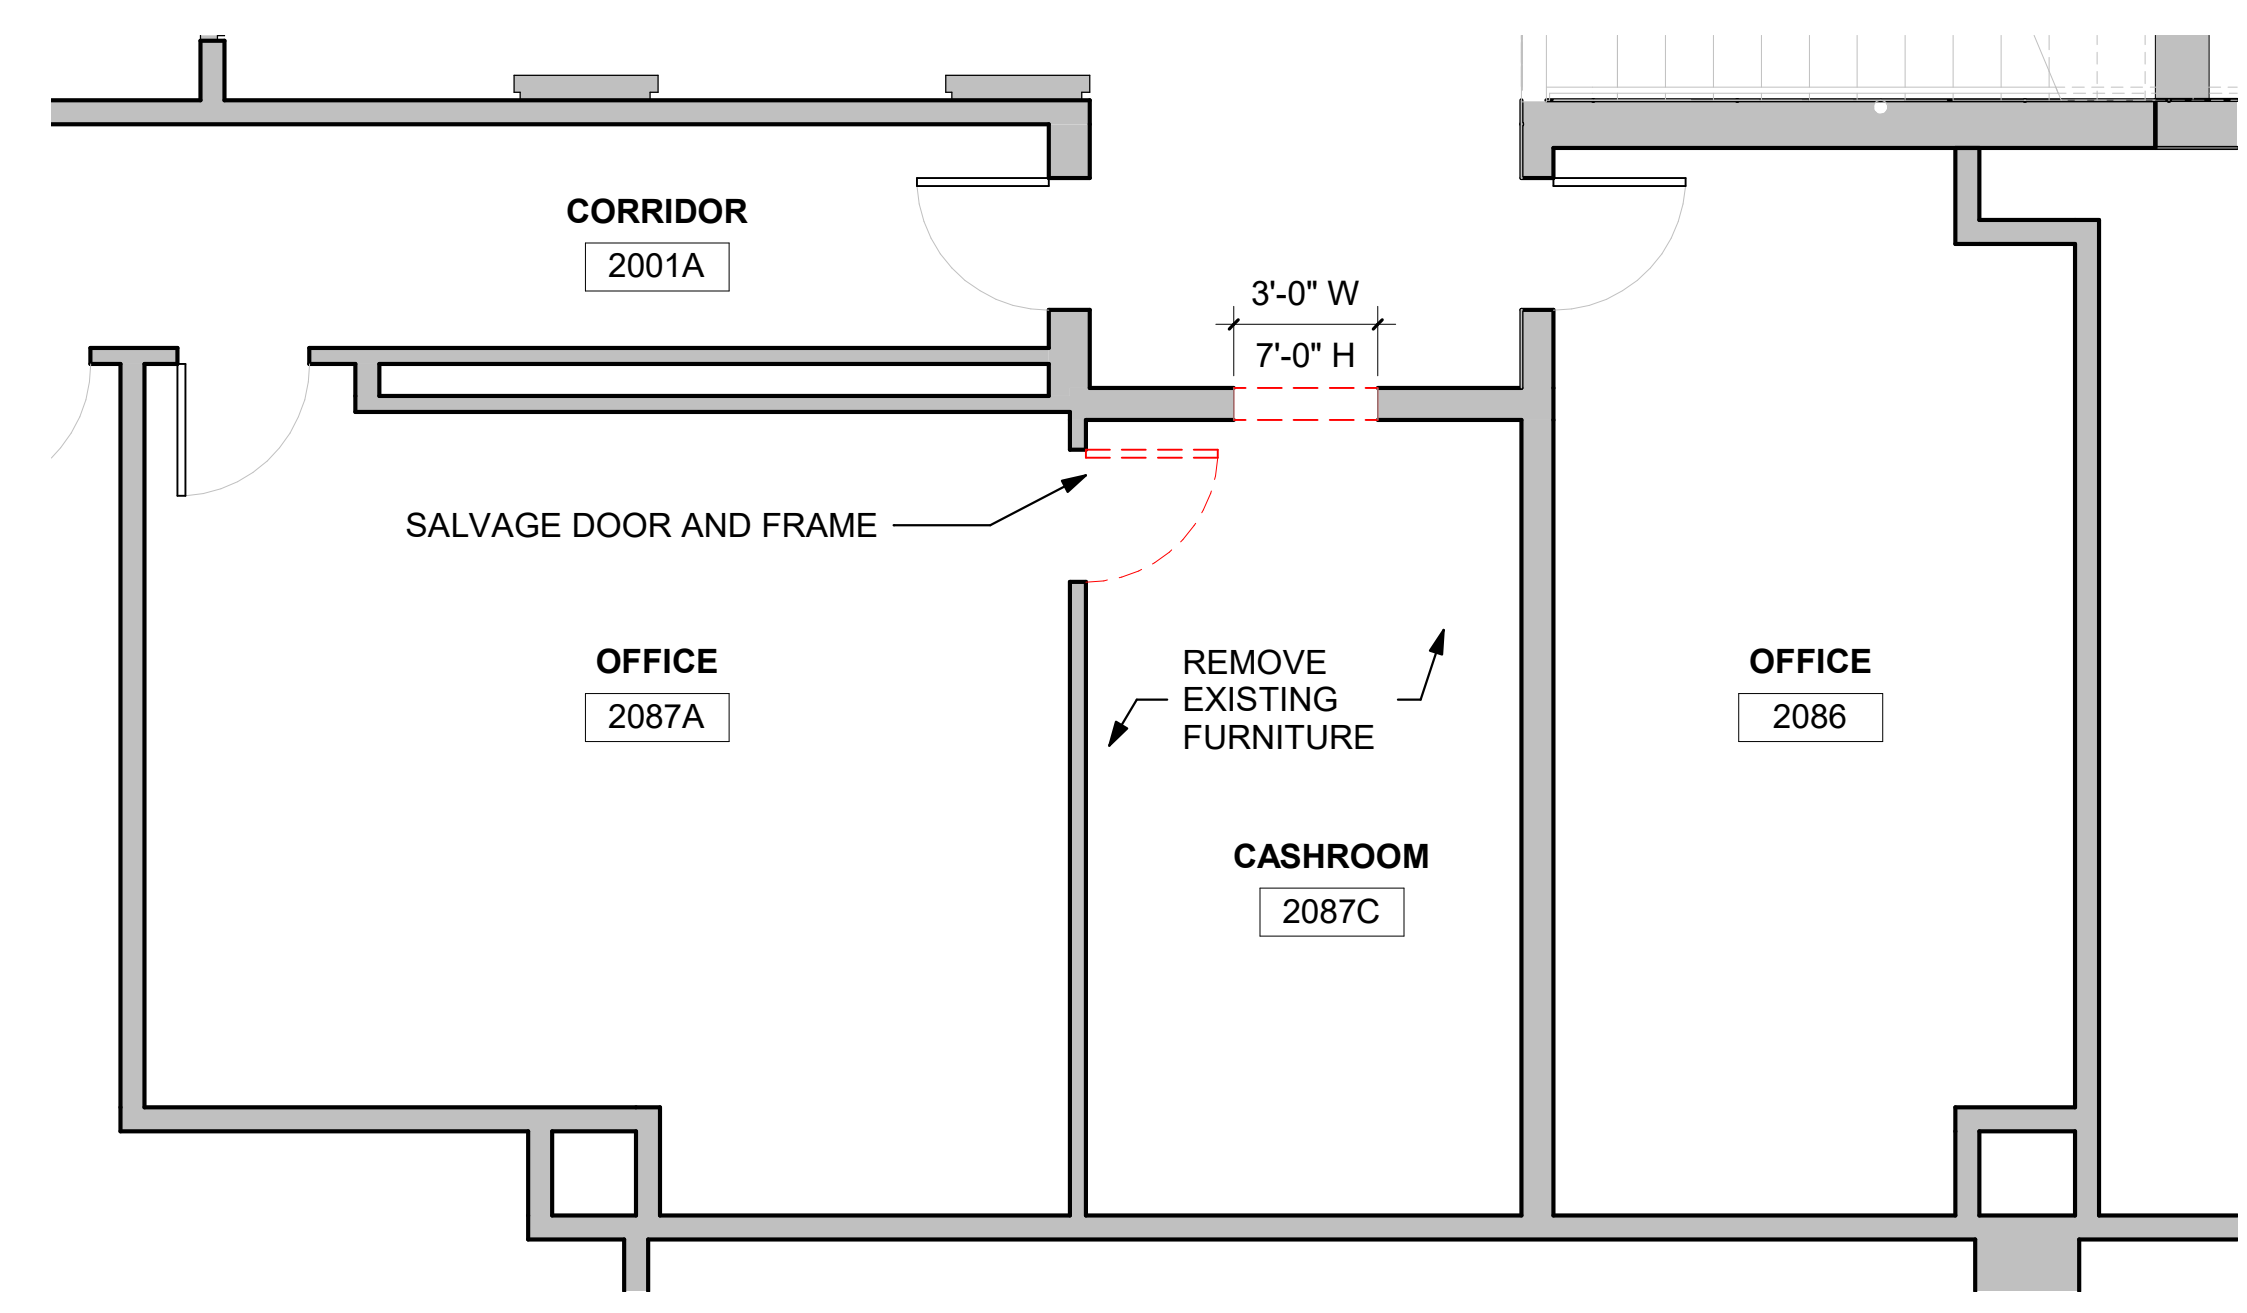 CORRIDOR
2001A
3'-0" W
7'-0" H
SALVAGE DOOR AND FRAME
OFFICE
2087A
REMOVE
EXISTING
FURNITURE
OFFICE
2086
CASHROOM
2087C